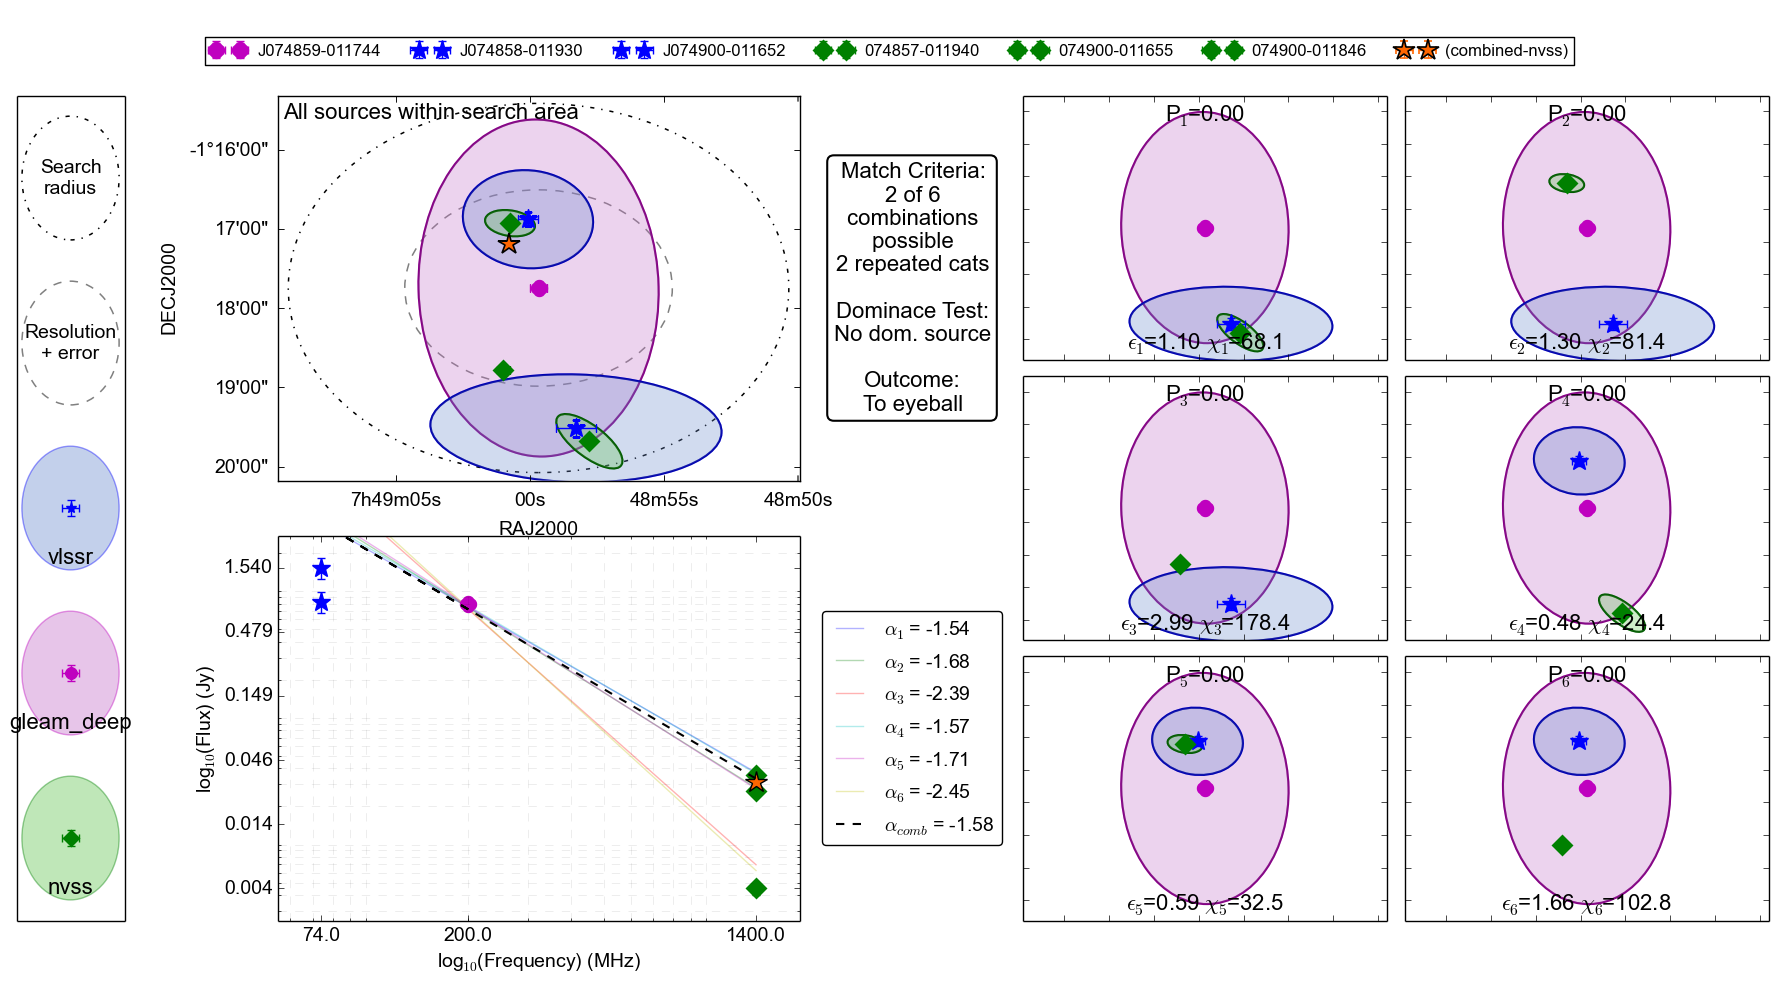 J074859-011744 J074858-011930 J074900-011652 074857-011940 074900-011655 074900-011846 (combined-nvss)
Search
radius
Resolution
+ error
vlssr
gleam_deep
nvss
All sources within search area
DECJ2000
-1°16'00"
17'00"
18'00"
19'00"
20'00"
7h49m05s 00s 48m55s 48m50s
RAJ2000
Match Criteria:
2 of 6
combinations
possible
2 repeated cats
Dominace Test:
No dom. source
Outcome:
To eyeball
log10(Flux) (Jy)
1.540
0.479
0.149
0.046
0.014
0.004
74.0 200.0 1400.0
log10(Frequency) (MHz)
α1 = -1.54
α2 = -1.68
α3 = -2.39
α4 = -1.57
α5 = -1.71
α6 = -2.45
αcomb = -1.58
P1=0.00
ϵ1=1.10 χ1=68.1
P2=0.00
ϵ2=1.30 χ2=81.4
P3=0.00
ϵ3=2.99 χ3=178.4
P4=0.00
ϵ4=0.48 χ4=24.4
P5=0.00
ϵ5=0.59 χ5=32.5
P6=0.00
ϵ6=1.66 χ6=102.8